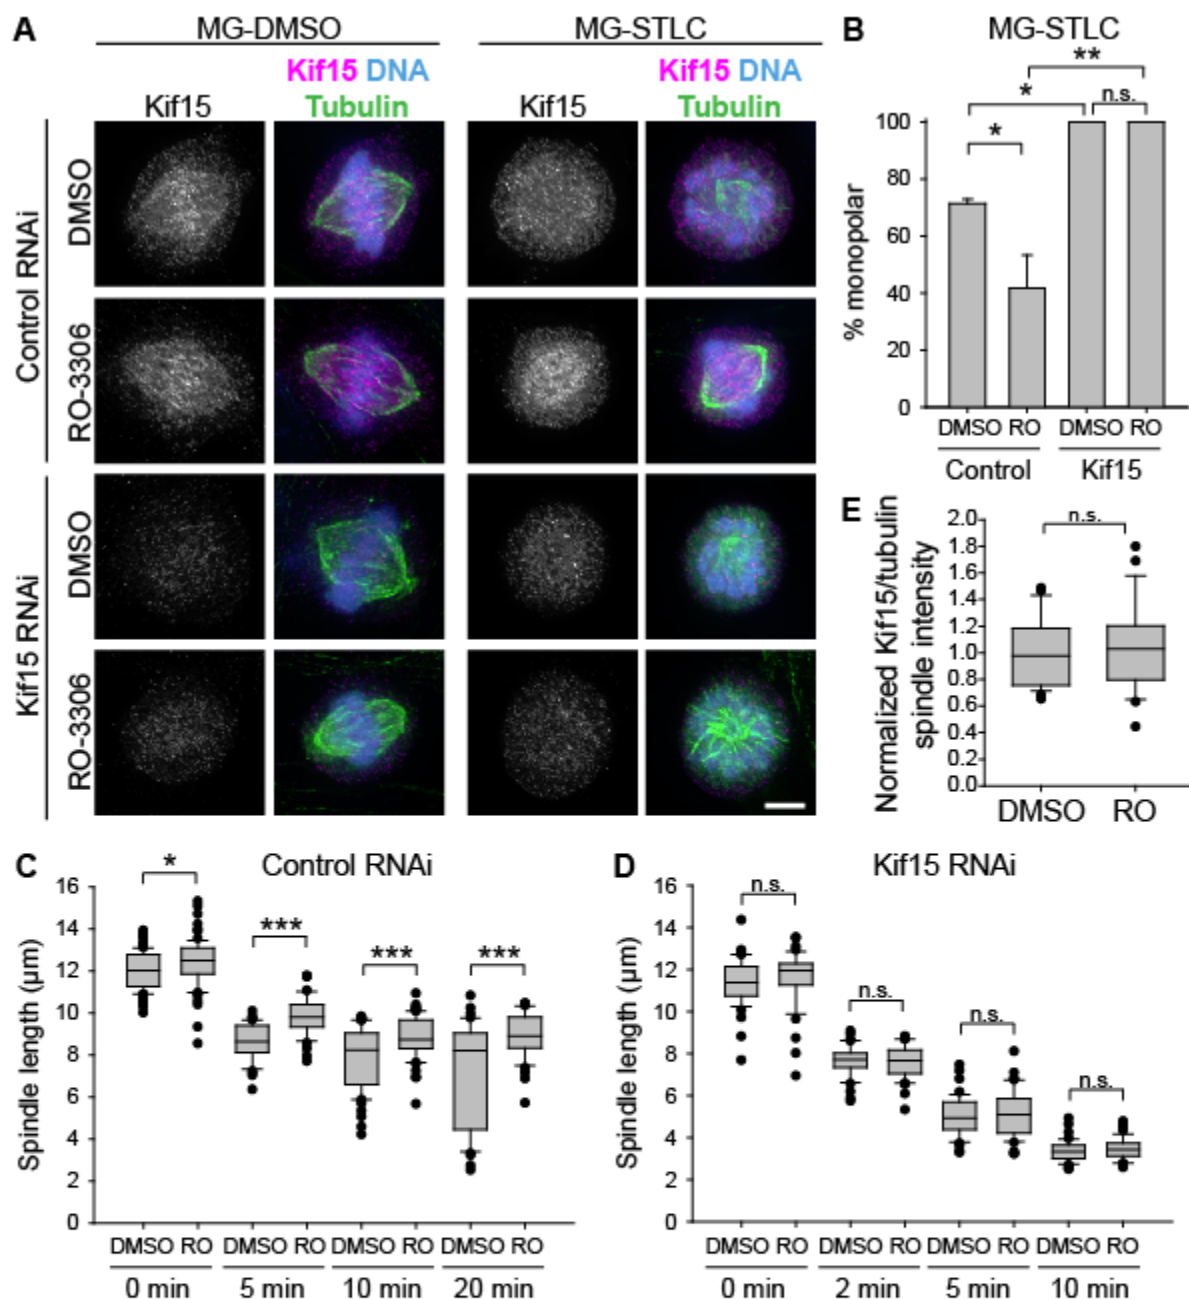 A
MG-DMSO
MG-STLC
Kif15 DNA
Kif15 DNA
Kif15
Tubulin
Kif15
Tubulin
Control RNAi
DMSO
RO-3306
Kif15 RNAi
DMSO
RO-3306
B
MG-STLC
**
*
n.s.
*
% monopolar
100
80
60
40
20
0
DMSO RO DMSO RO
Control Kif15
E
n.s.
Normalized Kif15/tubulin
spindle intensity
2.0
1.8
1.6
1.4
1.2
1.0
0.8
0.6
0.4
0.2
0.0
DMSO RO
C
Control RNAi
*
***
***
***
Spindle length (µm)
16
14
12
10
8
6
4
2
0
DMSO RO DMSO RO DMSO RO DMSO RO
0 min 5 min 10 min 20 min
D
Kif15 RNAi
n.s.
n.s.
n.s.
n.s.
Spindle length (µm)
16
14
12
10
8
6
4
2
0
DMSO RO DMSO RO DMSO RO DMSO RO
0 min 2 min 5 min 10 min